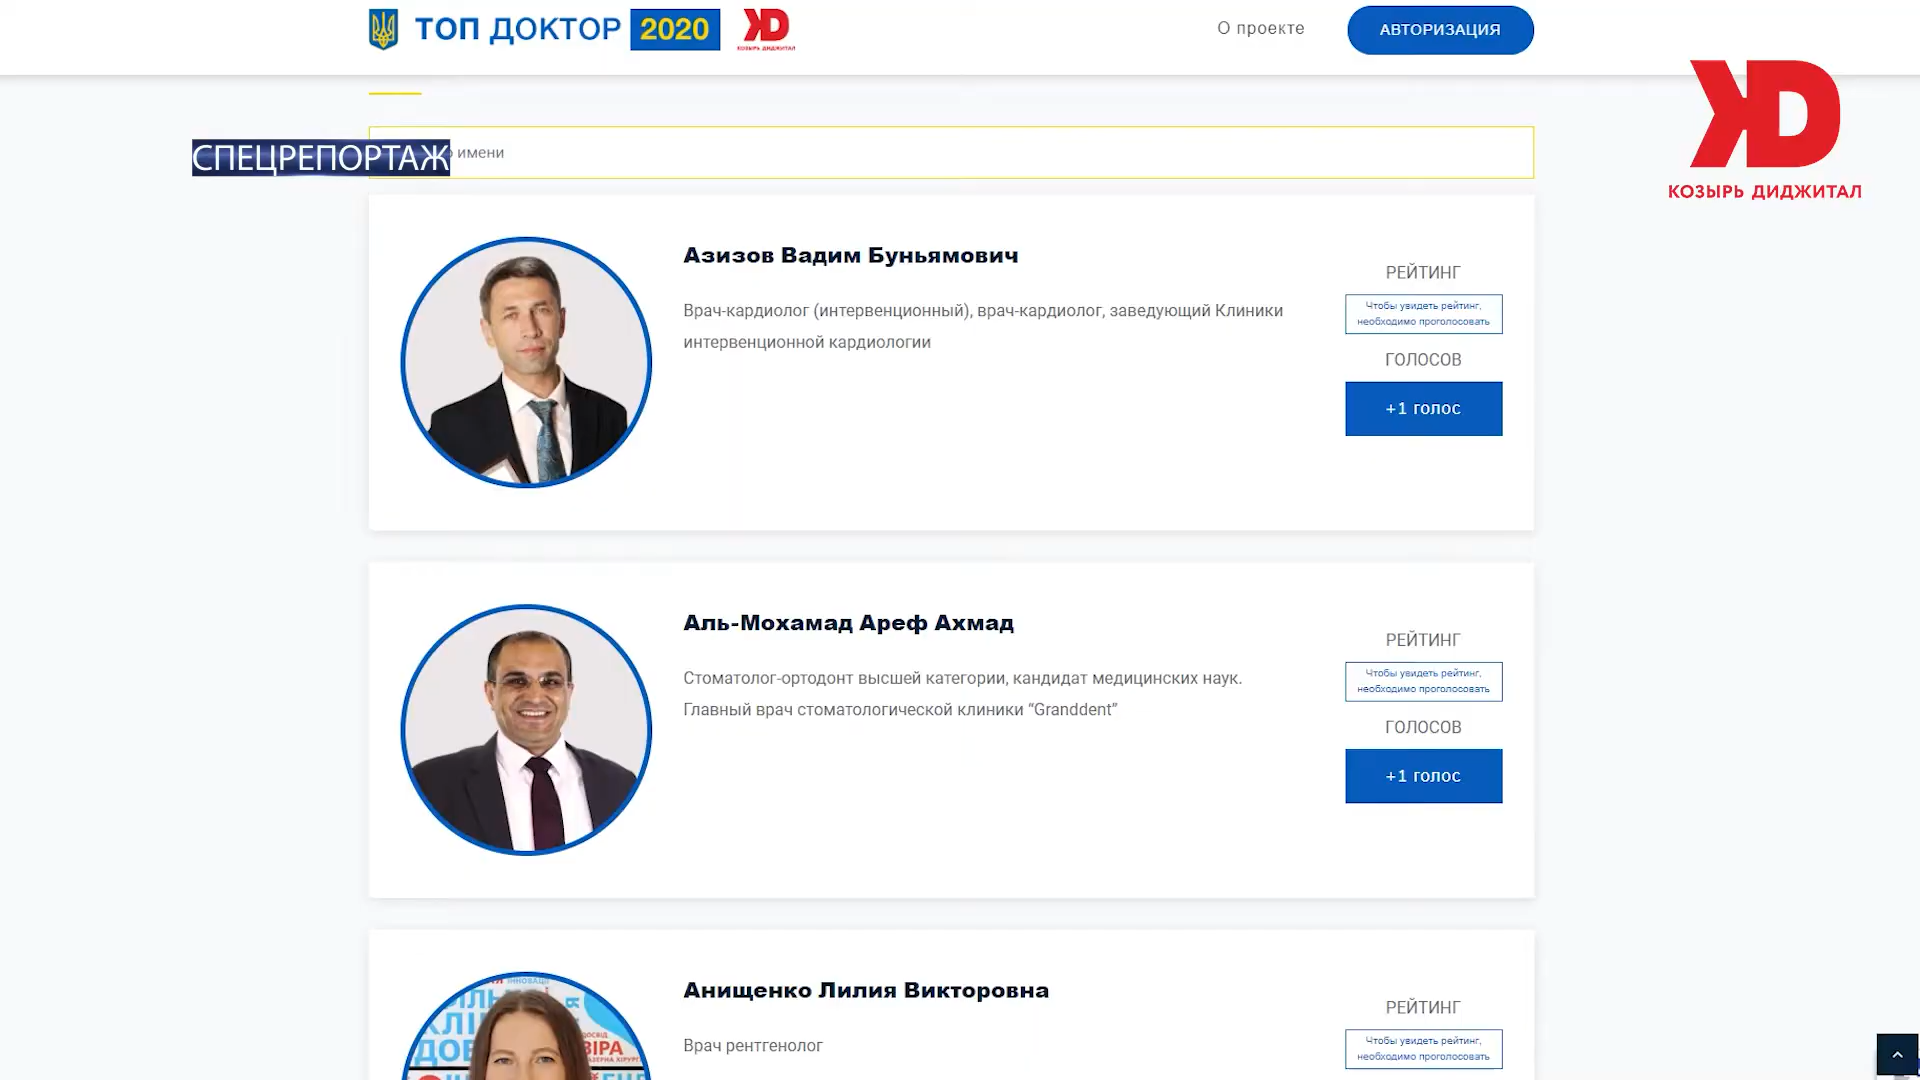 ТОП ДОКТОР 2020
КОЗЫРЬ ДИДЖИТАЛ
О проекте
АВТОРИЗАЦИЯ
КОЗЫРЬ ДИДЖИТАЛ
СПЕЦРЕПОРТАЖ
имени
Азизов Вадим Буньямович
Врач-кардиолог (интервенционный), врач-кардиолог, заведующий Клиники
интервенционной кардиологии
РЕЙТИНГ
Чтобы увидеть рейтинг,
необходимо проголосовать
ГОЛОСОВ
+1 голос
Аль-Мохамад Ареф Ахмад
Стоматолог-ортодонт высшей категории, кандидат медицинских наук.
Главный врач стоматологической клиники “Granddent”
РЕЙТИНГ
Чтобы увидеть рейтинг,
необходимо проголосовать
ГОЛОСОВ
+1 голос
Анищенко Лилия Викторовна
Врач рентгенолог
РЕЙТИНГ
Чтобы увидеть рейтинг,
необходимо проголосовать